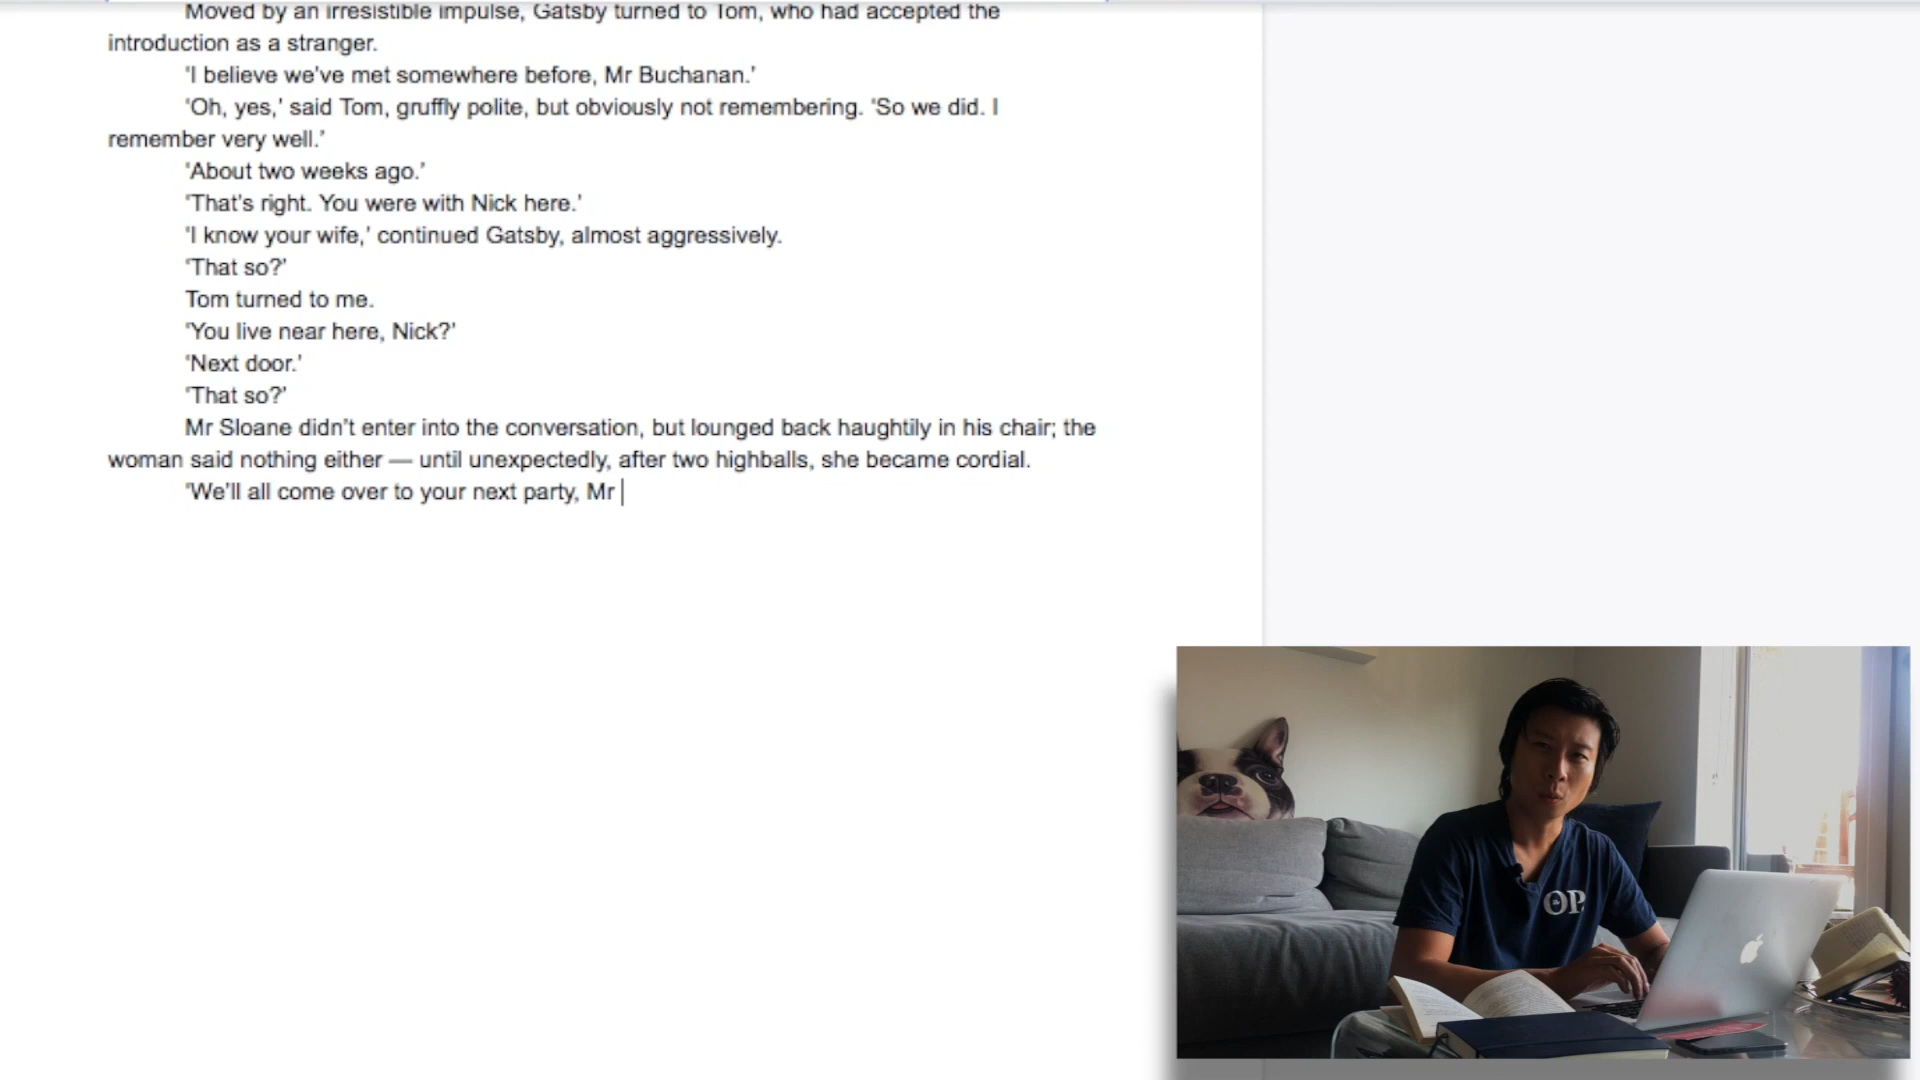 Moved by an irresistible impulse, Gatsby turned to Tom, who had accepted the
introduction as a stranger.
‘I believe we’ve met somewhere before, Mr Buchanan.’
‘Oh, yes,’ said Tom, gruffly polite, but obviously not remembering. ‘So we did. I
remember very well.’
‘About two weeks ago.’
‘That’s right. You were with Nick here.’
‘I know your wife,’ continued Gatsby, almost aggressively.
‘That so?’
Tom turned to me.
‘You live near here, Nick?’
‘Next door.’
‘That so?’
Mr Sloane didn’t enter into the conversation, but lounged back haughtily in his chair; the
woman said nothing either — until unexpectedly, after two highballs, she became cordial.
‘We’ll all come over to your next party, Mr
OP